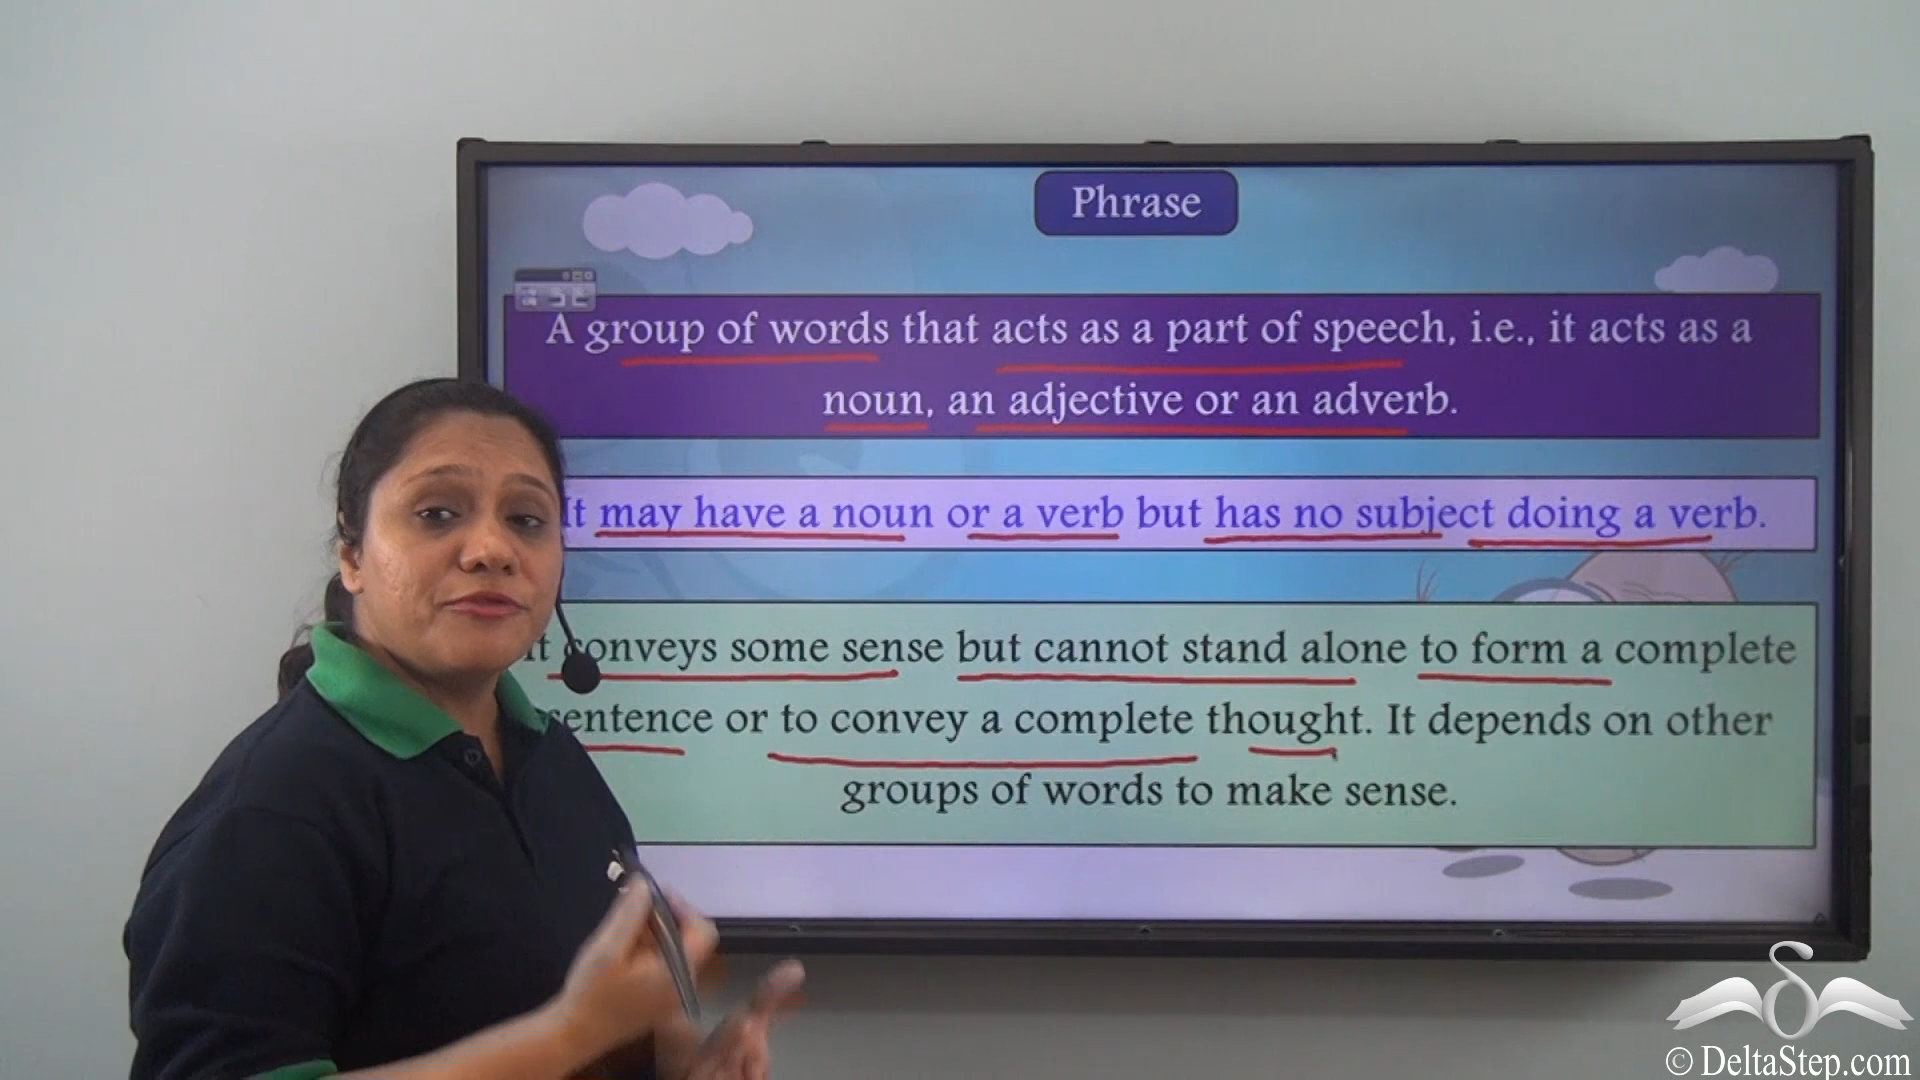 Phrase
A group of words that acts as a part of speech, i.e., it acts as a
noun, an adjective or an adverb.
It may have a noun or a verb but has no subject doing a verb.
It conveys some sense but cannot stand alone to form a complete
sentence or to convey a complete thought. It depends on other
groups of words to make sense.
© DeltaStep.com